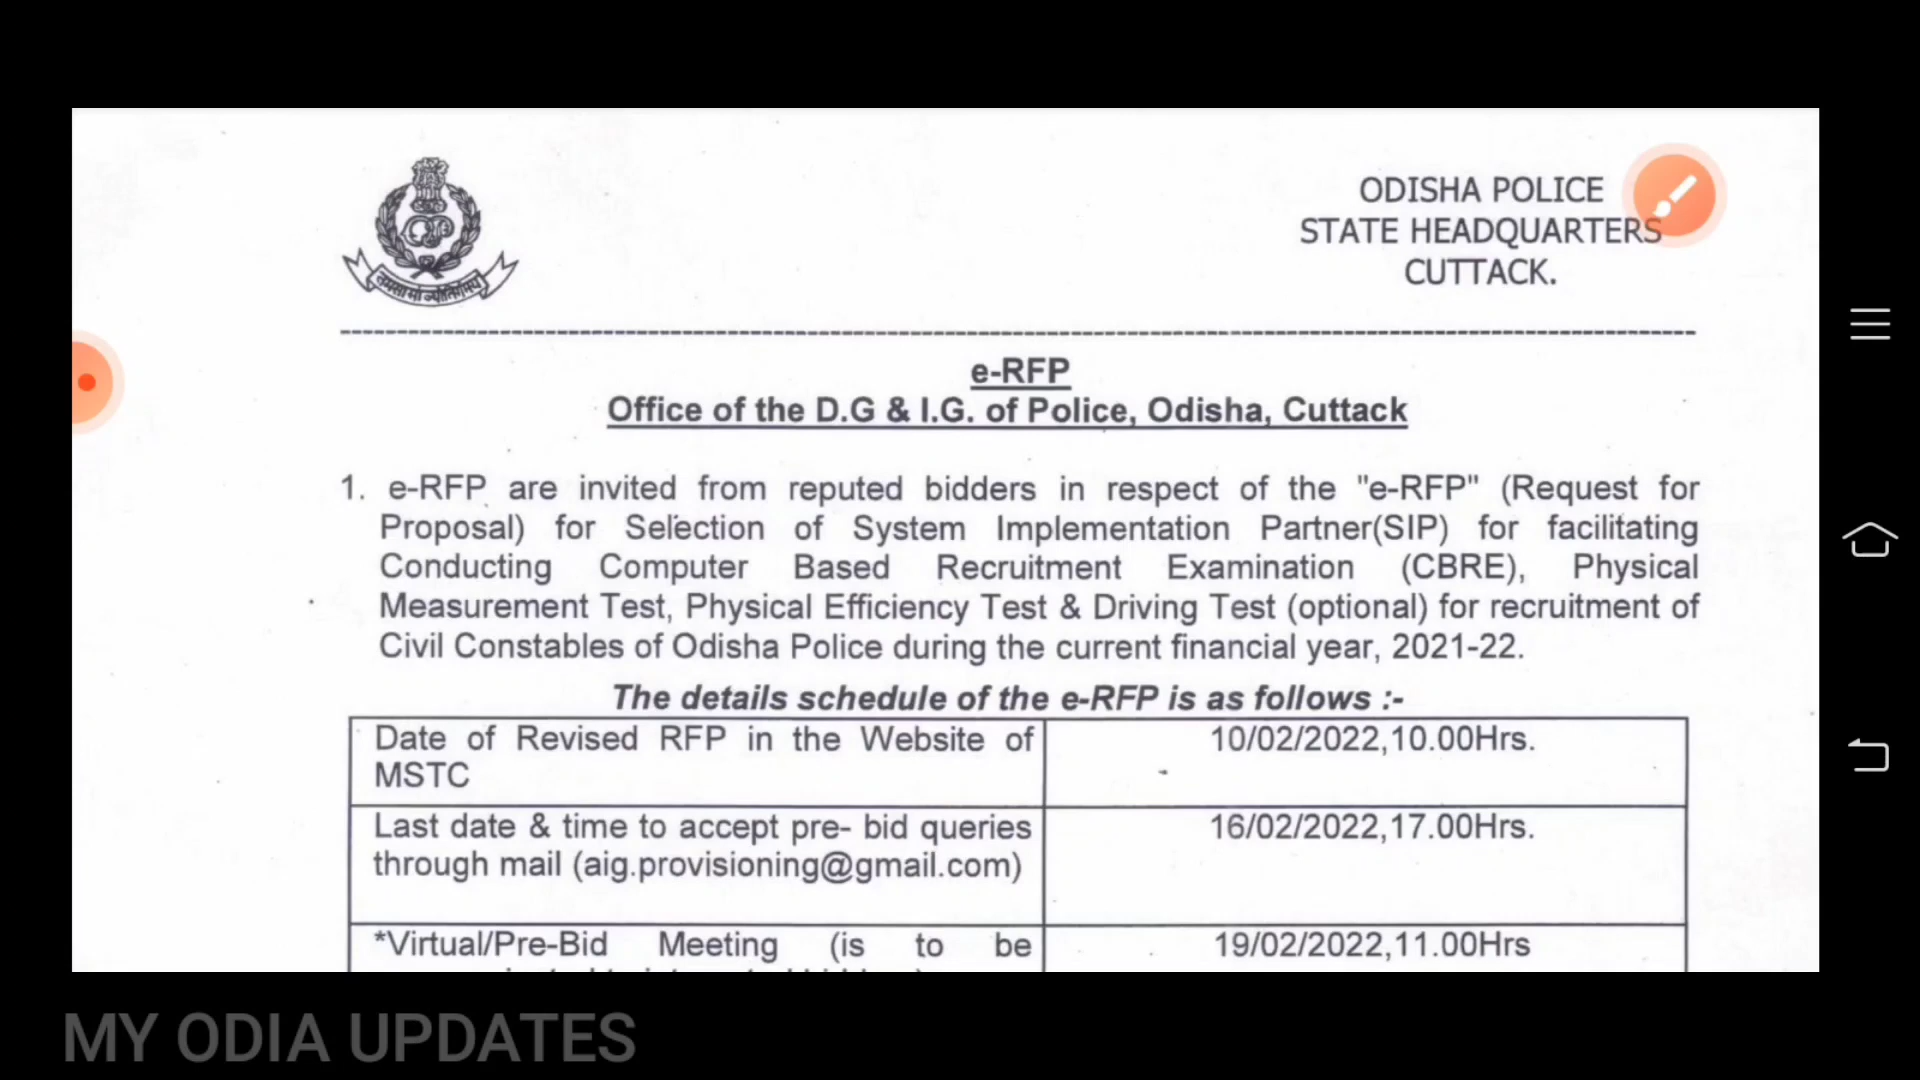 तमसो मा ज्योतिर्गमय
ODISHA POLICE
STATE HEADQUARTERS
CUTTACK.
e-RFP
Office of the D.G & I.G. of Police, Odisha, Cuttack
1. e-RFP are invited from reputed bidders in respect of the "e-RFP" (Request for
Proposal) for Selection of System Implementation Partner(SIP) for facilitating
Conducting Computer Based Recruitment Examination (CBRE), Physical
Measurement Test, Physical Efficiency Test & Driving Test (optional) for recruitment of
Civil Constables of Odisha Police during the current financial year, 2021-22.
The details schedule of the e-RFP is as follows :-
Date of Revised RFP in the Website of
MSTC
10/02/2022,10.00Hrs.
Last date & time to accept pre- bid queries
through mail (aig.provisioning@gmail.com)
16/02/2022,17.00Hrs.
*Virtual/Pre-Bid Meeting (is to be
19/02/2022,11.00Hrs
MY ODIA UPDATES